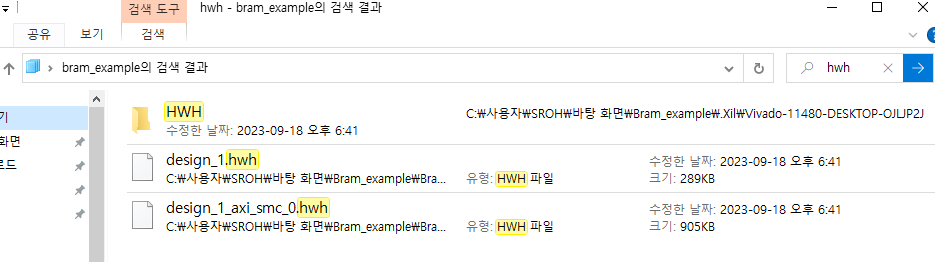 검색 도구
hwh - bram_example의 검색 결과
공유
보기
검색
bram_example의 검색 결과
hwh
HWH
수정한 날짜: 2023-09-18 오후 6:41
C:₩사용자₩SROH₩바탕 화면₩Bram_example₩.Xil₩Vivado-11480-DESKTOP-OJLJP2J
design_1.hwh
C:₩사용자₩SROH₩바탕 화면₩Bram_example₩Bra...
유형: HWH 파일
수정한 날짜: 2023-09-18 오후 6:41
크기: 289KB
design_1_axi_smc_0.hwh
C:₩사용자₩SROH₩바탕 화면₩Bram_example₩Bra...
유형: HWH 파일
수정한 날짜: 2023-09-18 오후 6:41
크기: 905KB
기
화면
로드